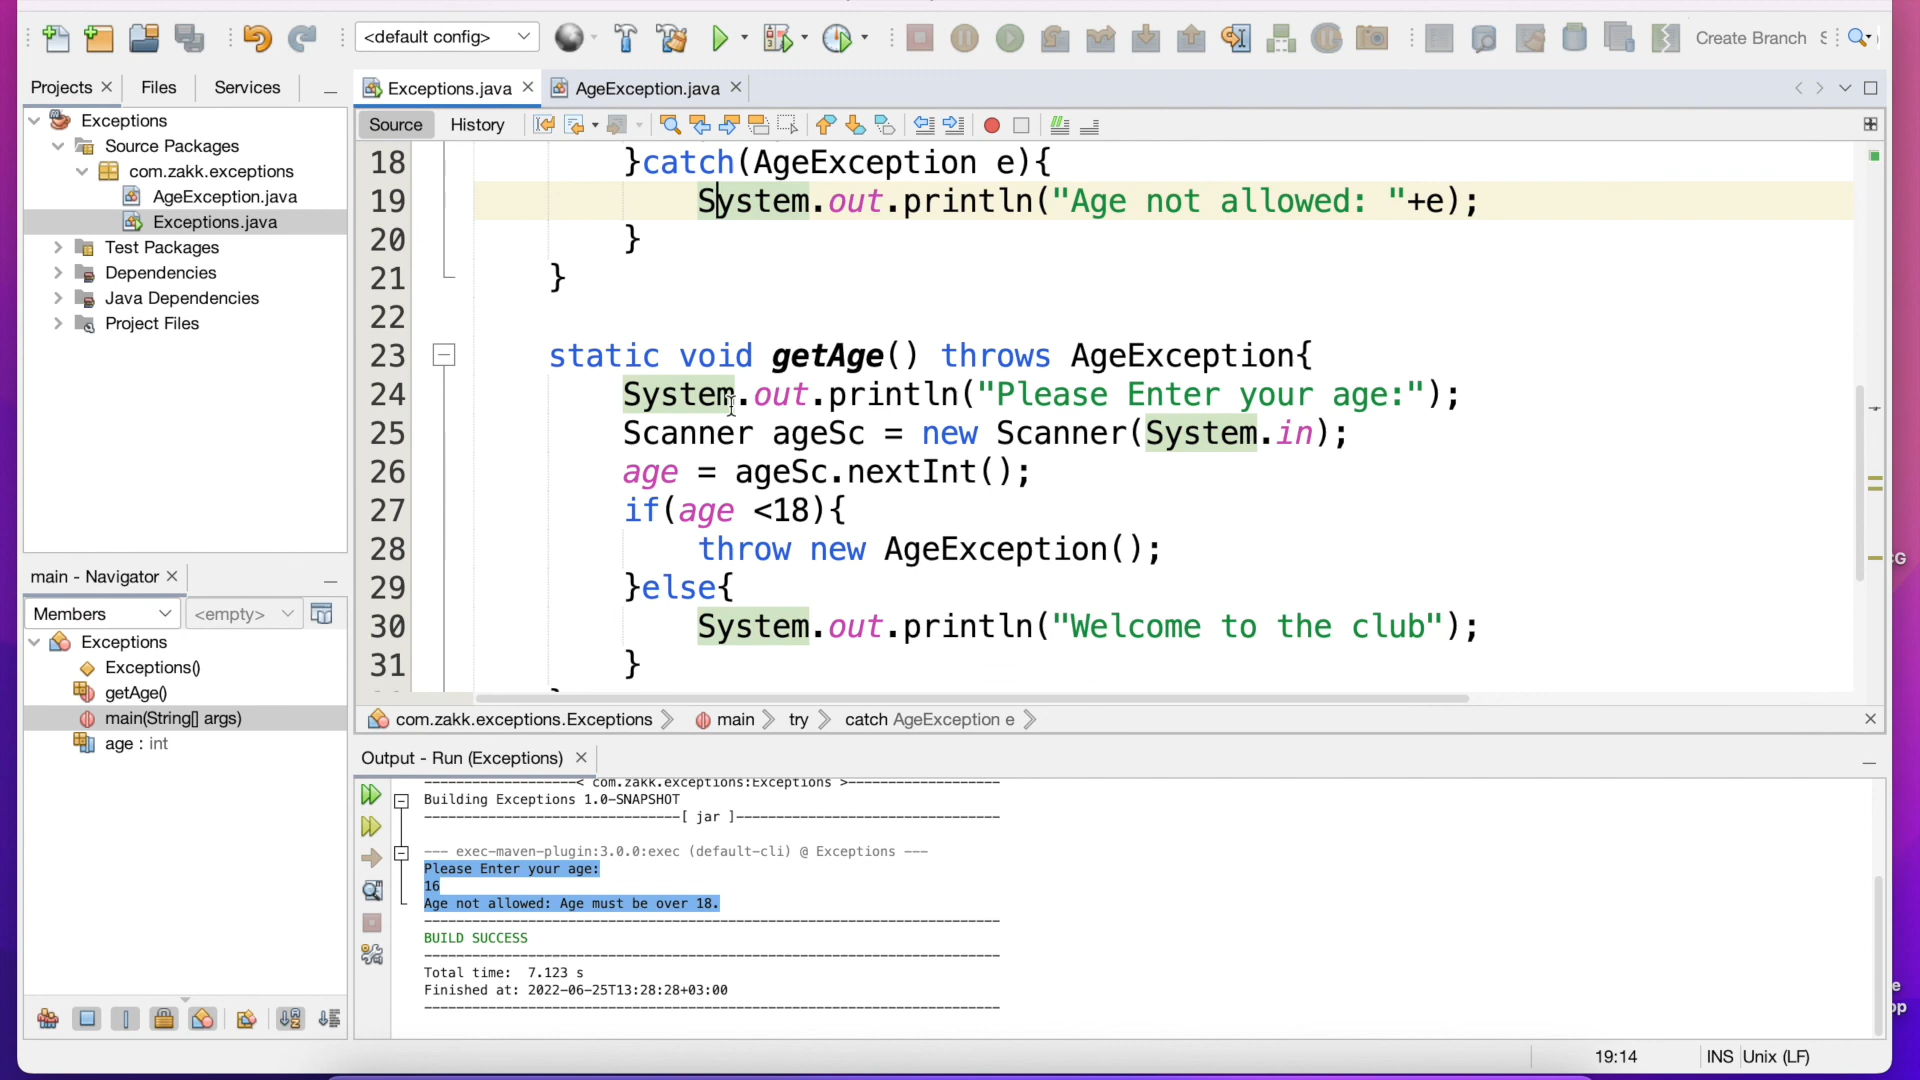 <default config>
Create Branch
Projects
Files
Services
Exceptions
Source Packages
com.zakk.exceptions
AgeException.java
Exceptions.java
Test Packages
Dependencies
Java Dependencies
Project Files
Exceptions.java
AgeException.java
Source
History
18 }catch(AgeException e){
19 System.out.println("Age not allowed: "+e);
20 }
21 }
22
23 static void getAge() throws AgeException{
24 System.out.println("Please Enter your age:");
25 Scanner ageSc = new Scanner(System.in);
26 age = ageSc.nextInt();
27 if(age <18){
28 throw new AgeException();
29 }else{
30 System.out.println("Welcome to the club");
31 }
com.zakk.exceptions.Exceptions
main
try
catch AgeException e
main - Navigator
Members
<empty>
Exceptions
Exceptions()
getAge()
main(String[] args)
age : int
Output - Run (Exceptions)
-------------------< com.zakk.exceptions:Exceptions >-------------------
Building Exceptions 1.0-SNAPSHOT
--------------------------------[ jar ]---------------------------------
--- exec-maven-plugin:3.0.0:exec (default-cli) @ Exceptions ---
Please Enter your age:
16
Age not allowed: Age must be over 18.
------------------------------------------------------------------------
BUILD SUCCESS
------------------------------------------------------------------------
Total time: 7.123 s
Finished at: 2022-06-25T13:28:28+03:00
------------------------------------------------------------------------
19:14
INS
Unix (LF)